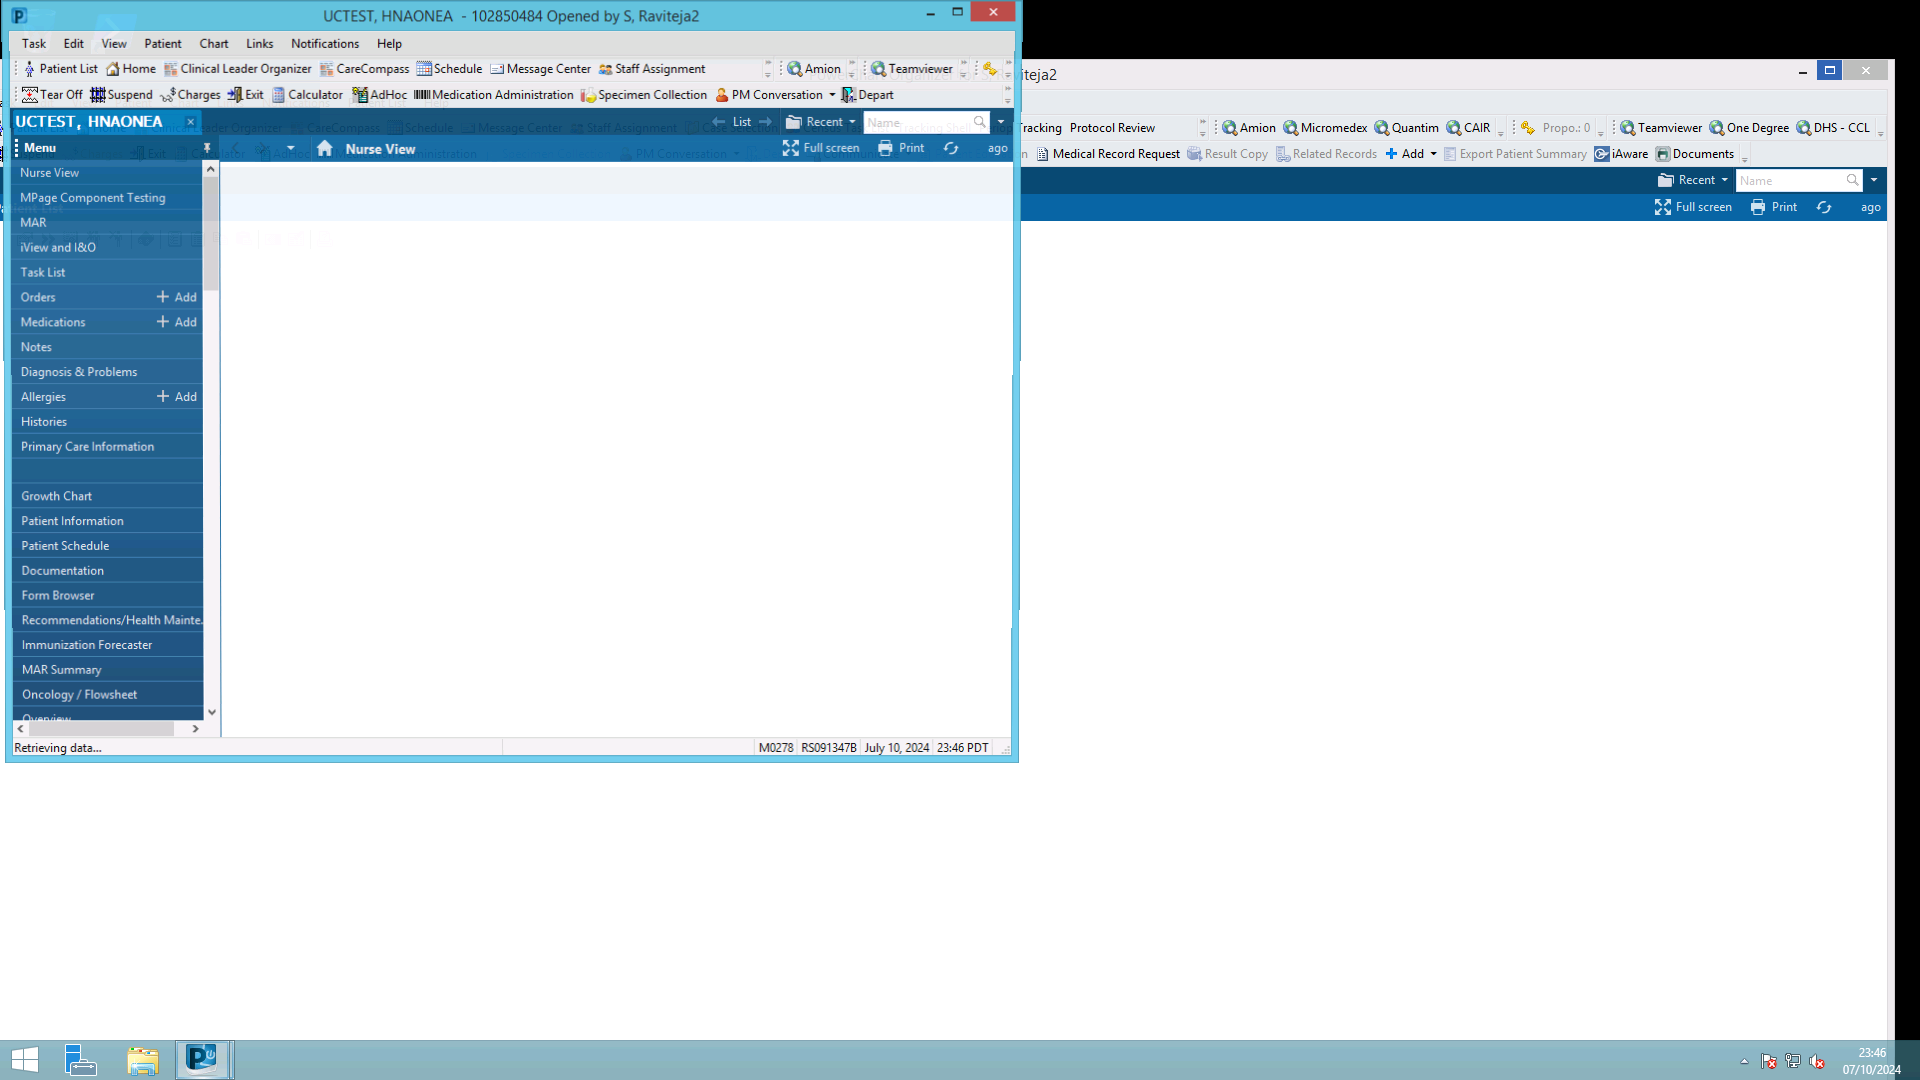 UCTEST, HNAONEA - 102850484 Opened by S, Raviteja2
Task Edit View Patient Chart Links Notifications Help
Patient List Home Clinical Leader Organizer CareCompass Schedule Message Center Staff Assignment Amion Teamviewer
Tear Off Suspend Charges Exit Calculator AdHoc Medication Administration Specimen Collection PM Conversation Depart
UCTEST, HNAONEA List Recent Name
Menu Nurse View Full screen Print ago
Nurse View
MPage Component Testing
MAR
iView and I&O
Task List
Orders Add
Medications Add
Notes
Diagnosis & Problems
Allergies Add
Histories
Primary Care Information
Growth Chart
Patient Information
Patient Schedule
Documentation
Form Browser
Recommendations/Health Mainte.
Immunization Forecaster
MAR Summary
Oncology / Flowsheet
Overview
Retrieving data... M0278 RS091347B July 10, 2024 23:46 PDT
iteja2
Tracking Protocol Review Amion Micromedex Quantim CAIR Propo.: 0 Teamviewer One Degree DHS - CCL
Medical Record Request Result Copy Related Records Add Export Patient Summary iAware Documents
Recent Name
Full screen Print ago
23:46
07/10/2024